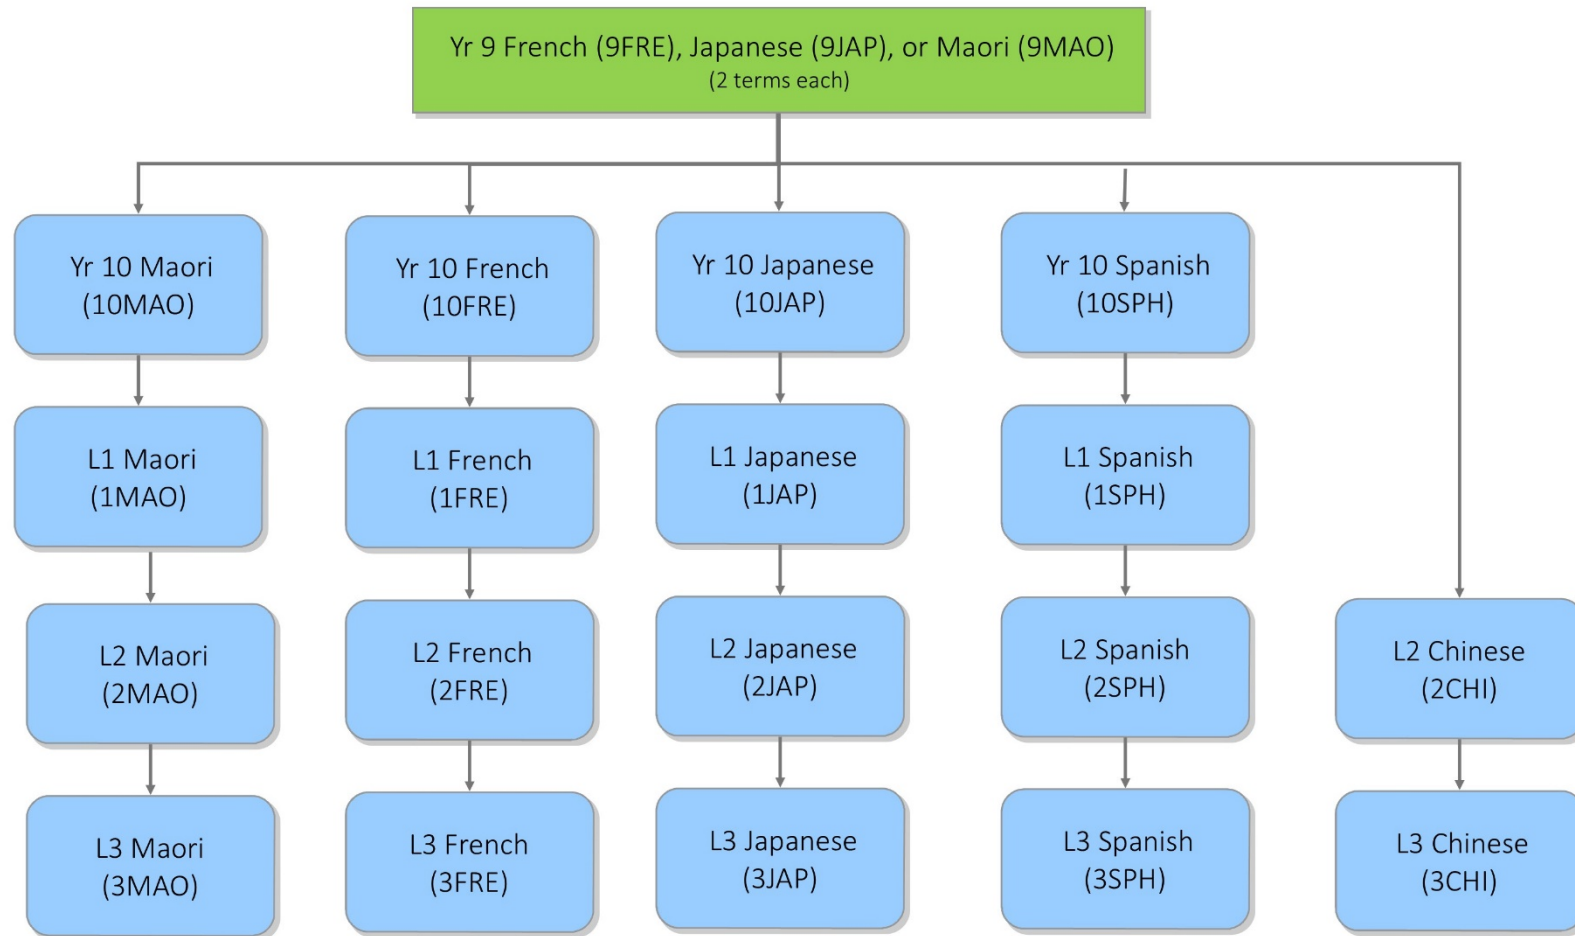 Yr 9 French (9FRE), Japanese (9JAP), or Maori (9MAO)
(2 terms each)
Yr 10 Maori
(10MAO)
Yr 10 French
(10FRE)
Yr 10 Japanese
(10JAP)
Yr 10 Spanish
(10SPH)
L1 Maori
(1MAO)
L1 French
(1FRE)
L1 Japanese
(1JAP)
L1 Spanish
(1SPH)
L2 Maori
(2MAO)
L2 French
(2FRE)
L2 Japanese
(2JAP)
L2 Spanish
(2SPH)
L2 Chinese
(2CHI)
L3 Maori
(3MAO)
L3 French
(3FRE)
L3 Japanese
(3JAP)
L3 Spanish
(3SPH)
L3 Chinese
(3CHI)